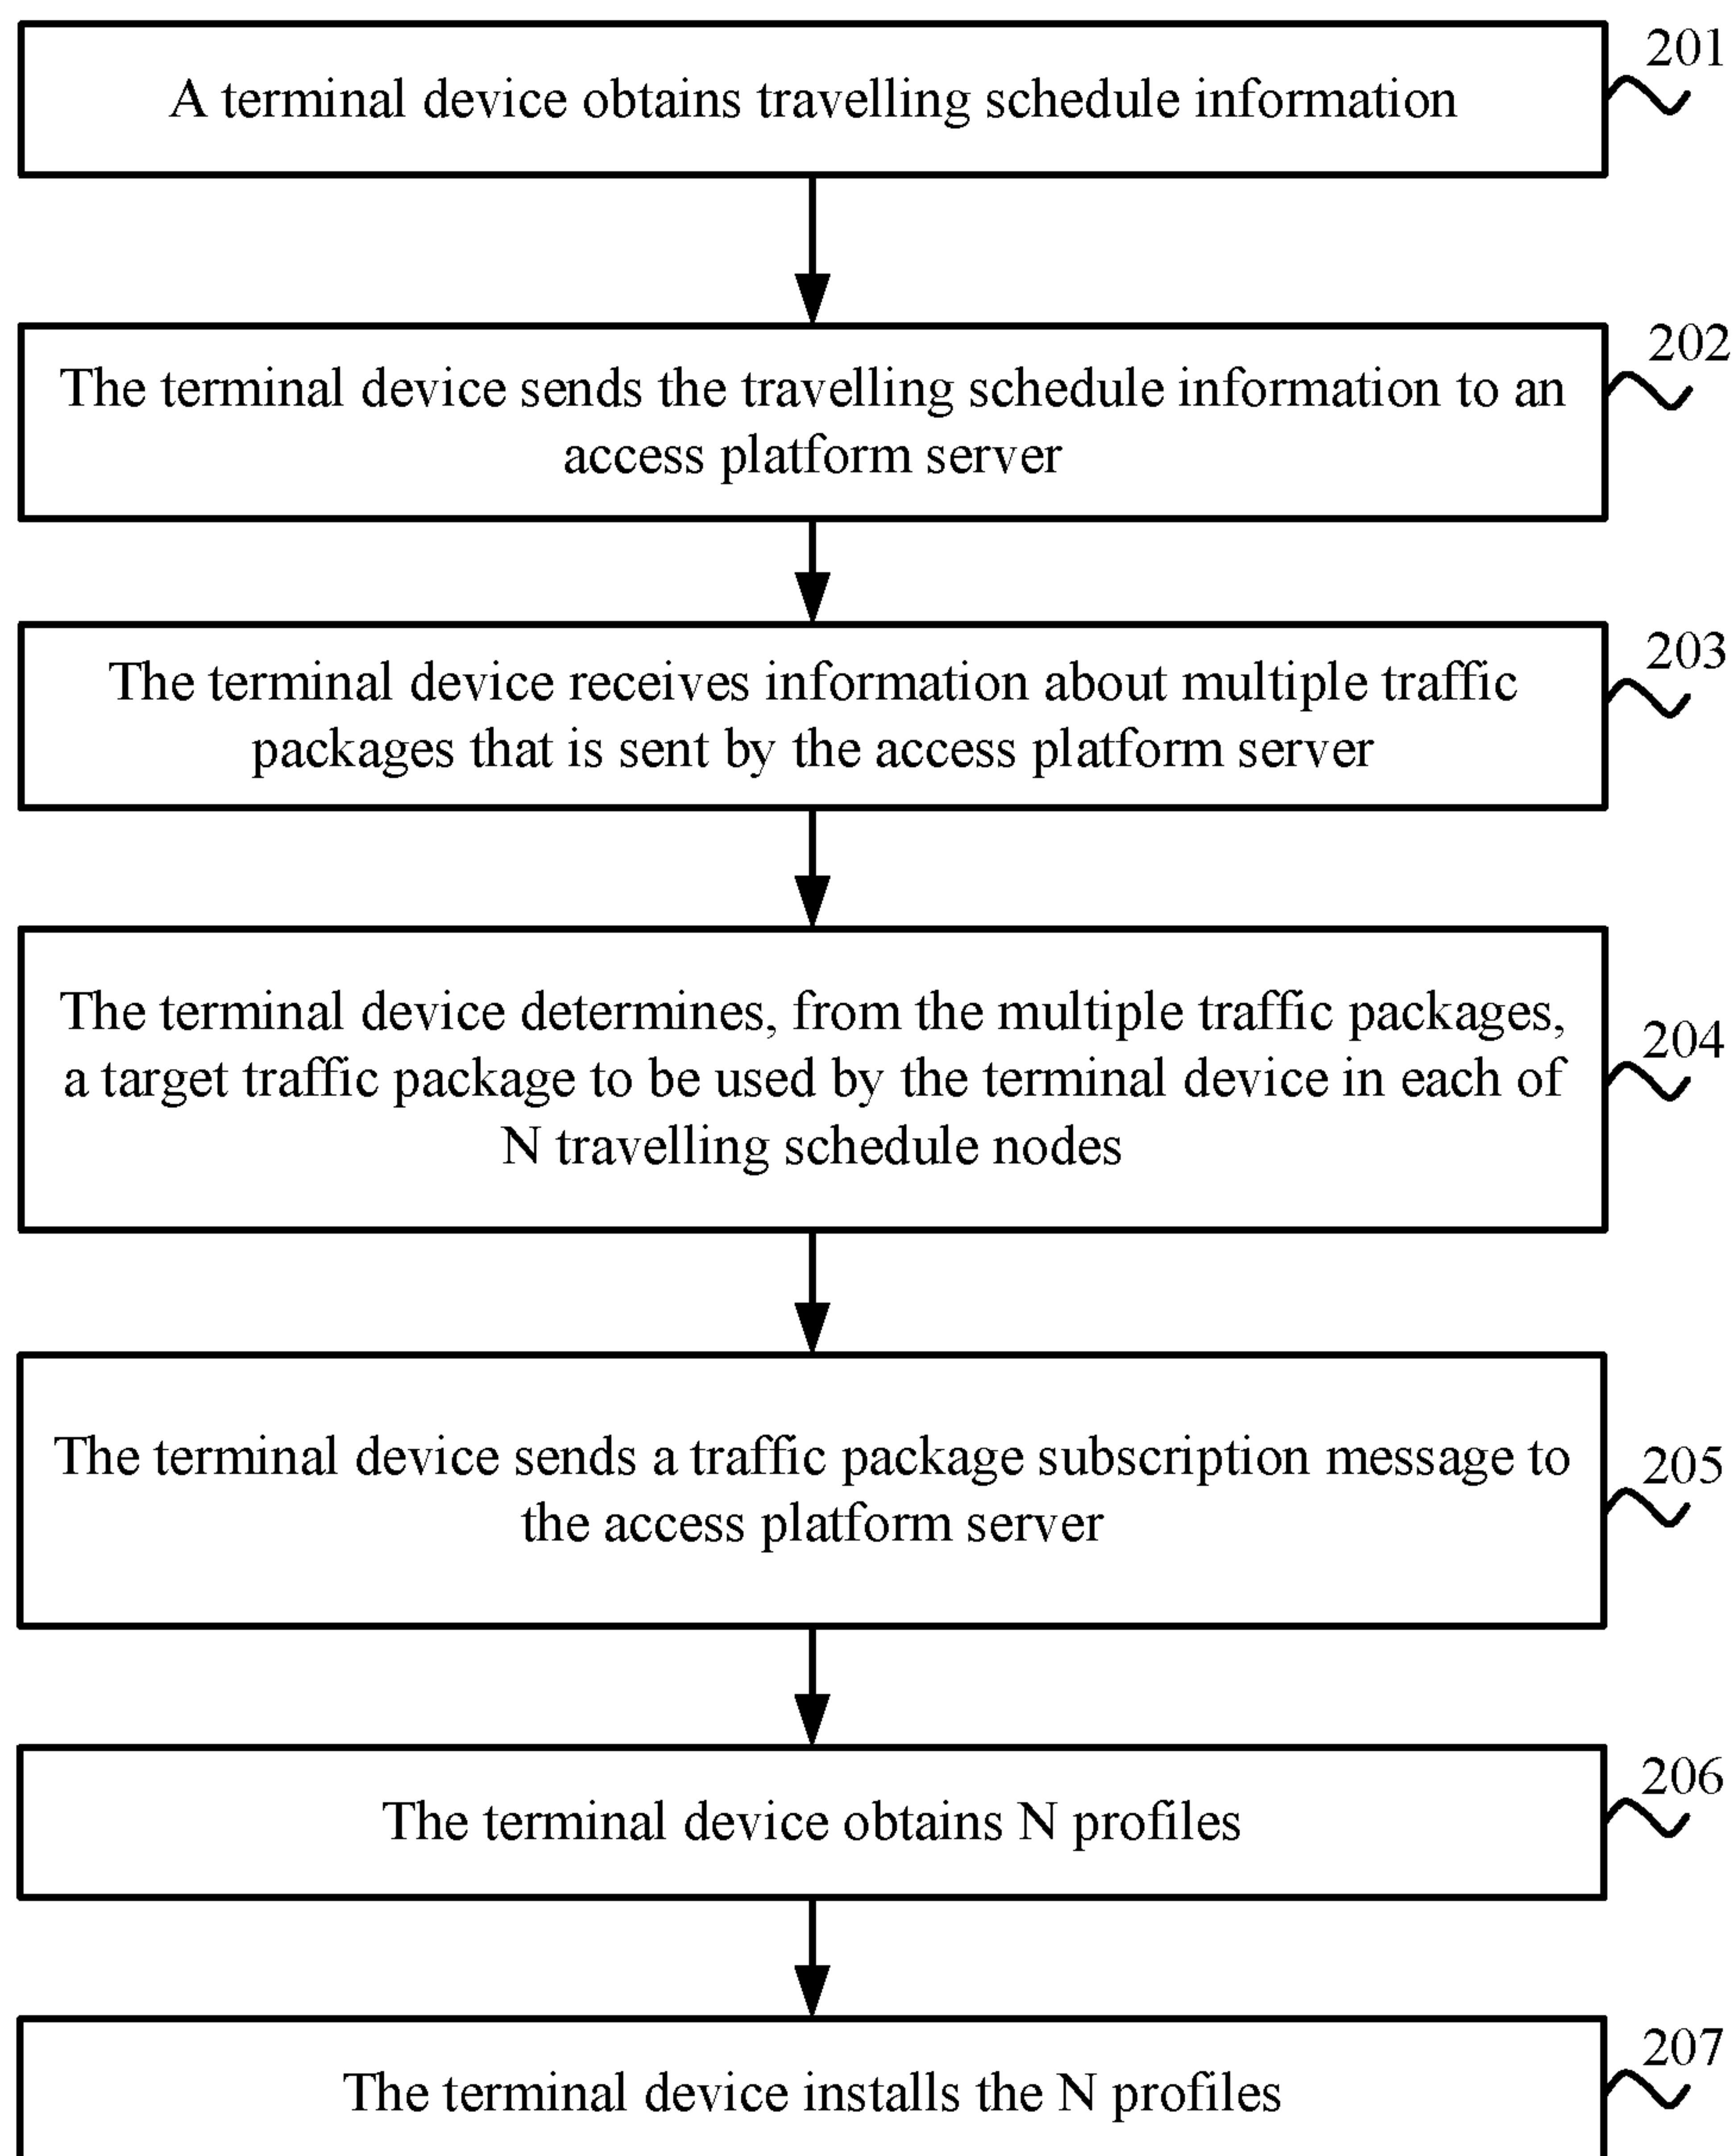 201
A terminal device obtains travelling schedule information
202
The terminal device sends the travelling schedule information to an
access platform server
203
The terminal device receives information about multiple traffic
packages that is sent by the access platform server
204
The terminal device determines, from the multiple traffic packages,
a target traffic package to be used by the terminal device in each of
N travelling schedule nodes
205
The terminal device sends a traffic package subscription message to
the access platform server
206
The terminal device obtains N profiles
207
The terminal device installs the N profiles